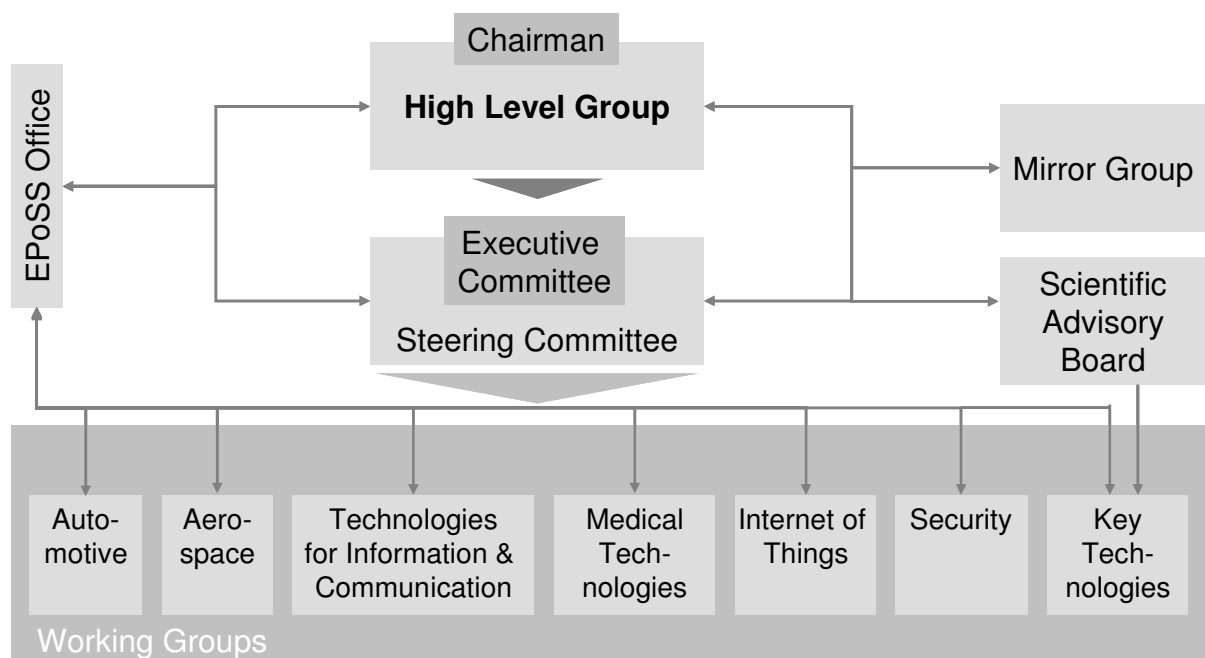 Chairman
High Level Group
EPoSS Office
Mirror Group
Executive
Committee
Steering Committee
Scientific
Advisory
Board
Auto-
motive
Aero-
space
Technologies
for Information &
Communication
Medical
Tech-
nologies
Internet of
Things
Security
Key
Tech-
nologies
Working Groups